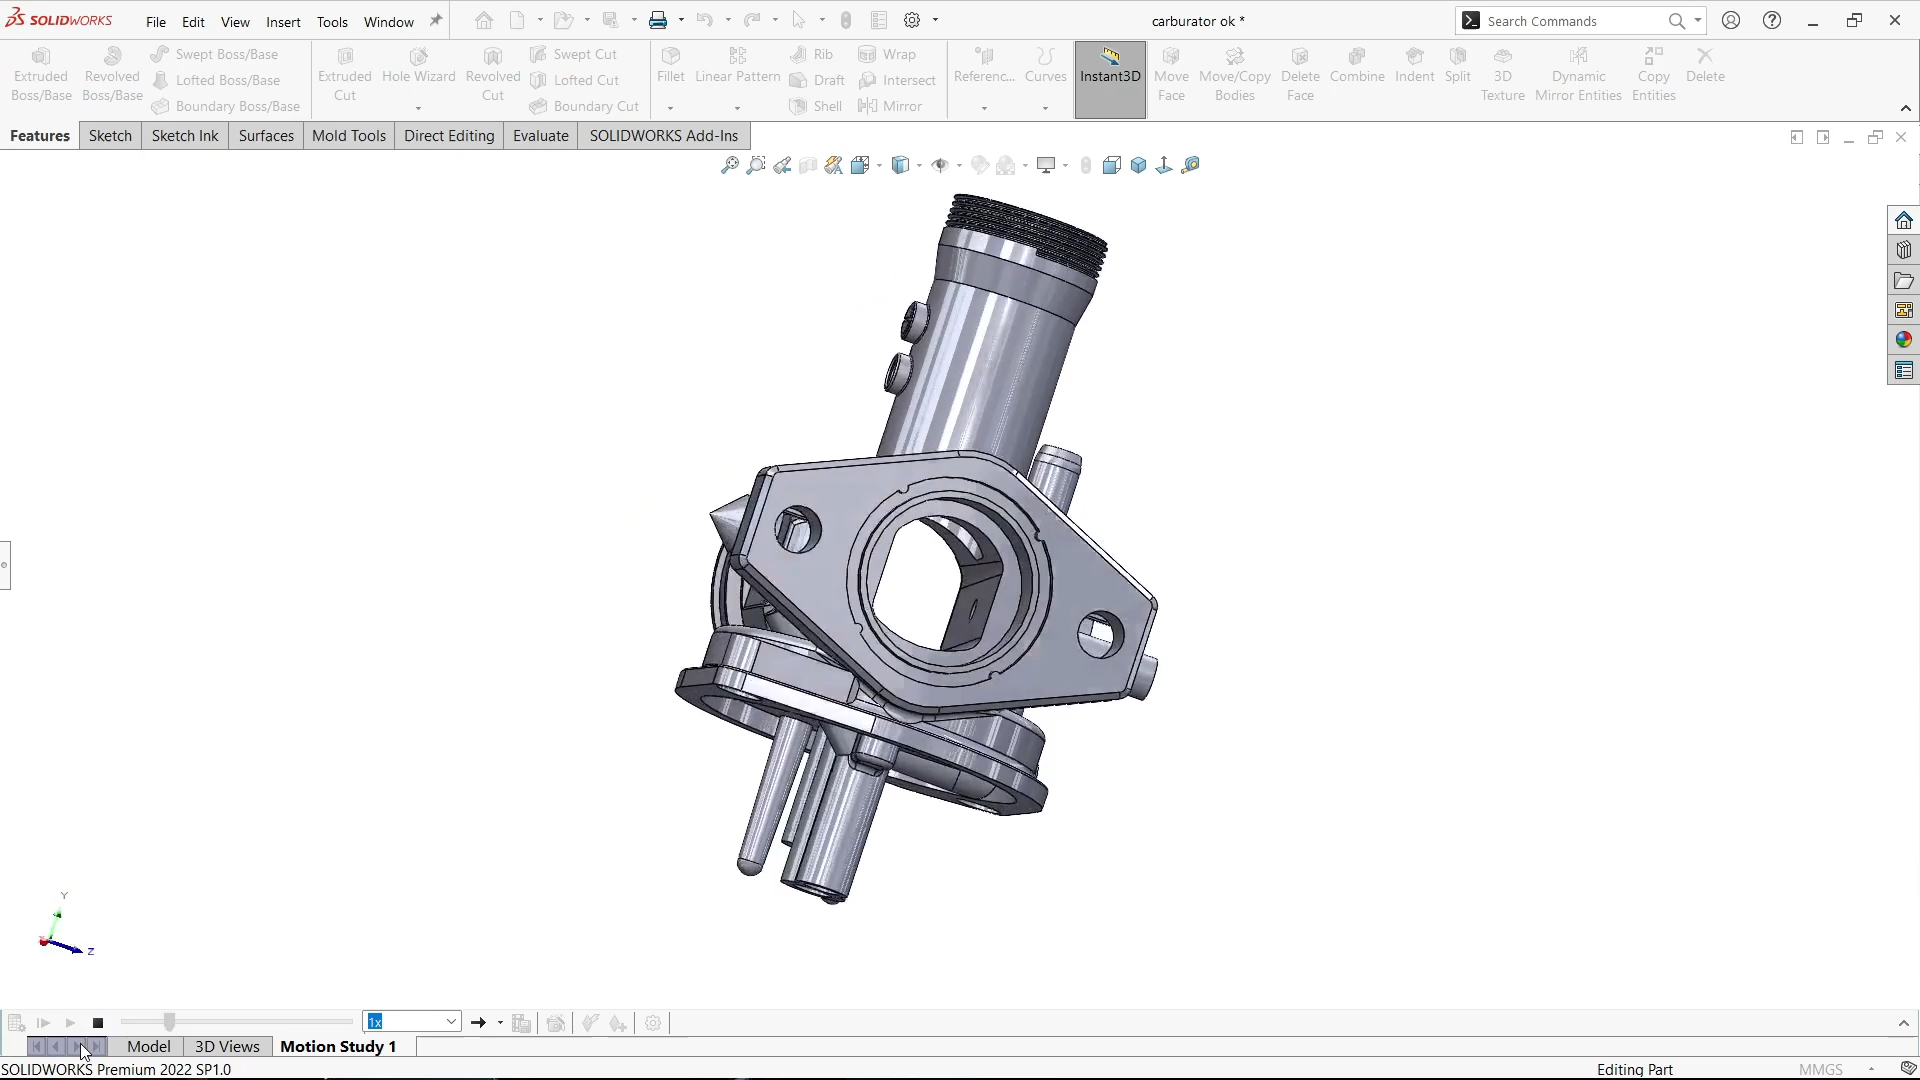 SOLIDWORKS File Edit View Insert Tools Window carburator ok * Search Commands
Extruded Boss/Base
Revolved Boss/Base
Swept Boss/Base
Lofted Boss/Base
Boundary Boss/Base
Extruded Cut
Hole Wizard
Revolved Cut
Swept Cut
Lofted Cut
Boundary Cut
Fillet
Linear Pattern
Rib
Draft
Shell
Wrap
Intersect
Mirror
Referenc...
Curves
Instant3D
Move Face
Move/Copy Bodies
Delete Face
Combine
Indent
Split
3D Texture
Dynamic Mirror Entities
Copy Entities
Delete
Features Sketch Sketch Ink Surfaces Mold Tools Direct Editing Evaluate SOLIDWORKS Add-Ins
Y
Z
1x
Model 3D Views Motion Study 1
SOLIDWORKS Premium 2022 SP1.0 Editing Part MMGS